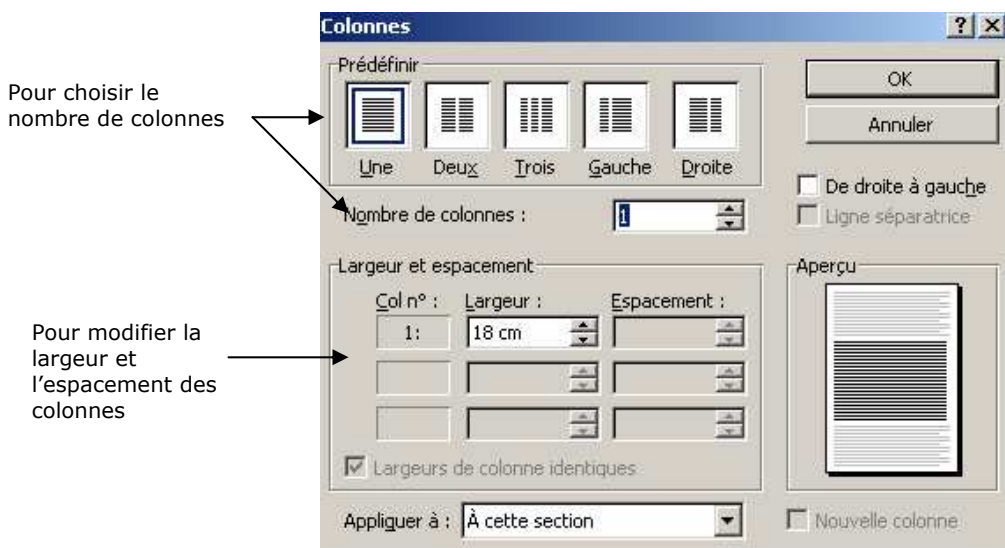 Colonnes
Prédéfinir
Une Deux Trois Gauche Droite
OK
Annuler
Pour choisir le
nombre de colonnes
De droite à gauche
Ligne séparatrice
Nombre de colonnes : 1
Largeur et espacement
Col n° : Largeur : Espacement :
1: 18 cm
Aperçu
Pour modifier la
largeur et
l’espacement des
colonnes
Largeurs de colonne identiques
Appliquer à : À cette section
Nouvelle colonne